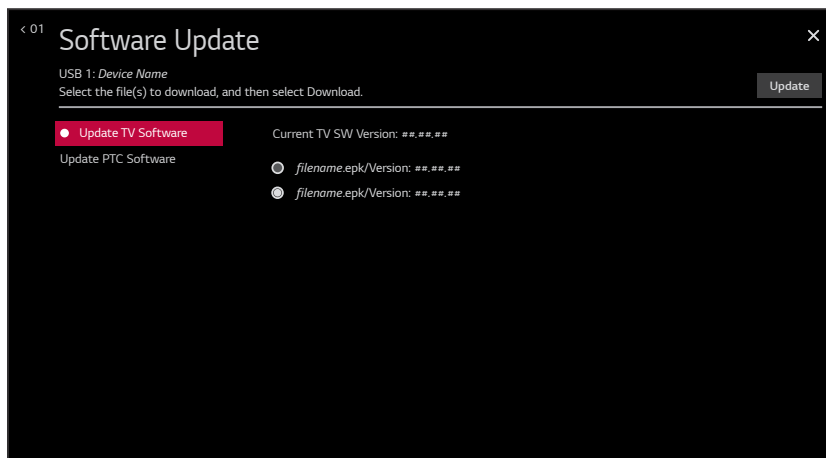 < 01
Software Update
USB 1: Device Name
Select the file(s) to download, and then select Download.
Update
Update TV Software
Update PTC Software
Current TV SW Version: ##.##.##
filename.epk/Version: ##.##.##
filename.epk/Version: ##.##.##